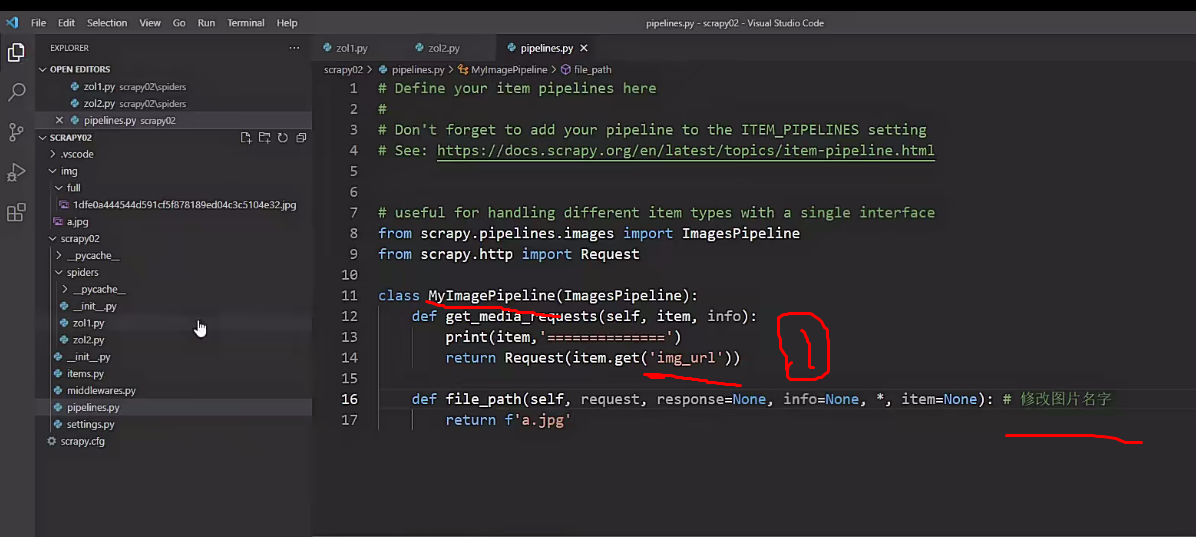 File Edit Selection View Go Run Terminal Help
pipelines.py - scrapy02 - Visual Studio Code
EXPLORER
···
OPEN EDITORS
zol1.py scrapy02\spiders
zol2.py scrapy02\spiders
pipelines.py scrapy02
SCRAPY02
.vscode
img
full
1dfe0a444544d591cf5f878189ed04c3c5104e32.jpg
a.jpg
scrapy02
__pycache__
spiders
__pycache__
__init__.py
zol1.py
zol2.py
__init__.py
items.py
middlewares.py
pipelines.py
settings.py
scrapy.cfg
zol1.py zol2.py pipelines.py
scrapy02 > pipelines.py > MyImagePipeline > file_path
1 # Define your item pipelines here
2 #
3 # Don't forget to add your pipeline to the ITEM_PIPELINES setting
4 # See: https://docs.scrapy.org/en/latest/topics/item-pipeline.html
5
6
7 # useful for handling different item types with a single interface
8 from scrapy.pipelines.images import ImagesPipeline
9 from scrapy.http import Request
10
11 class MyImagePipeline(ImagesPipeline):
12 def get_media_requests(self, item, info):
13 print(item,'==============')
14 return Request(item.get('img_url'))
15
16 def file_path(self, request, response=None, info=None, *, item=None): # 修改图片名字
17 return f'a.jpg'
1